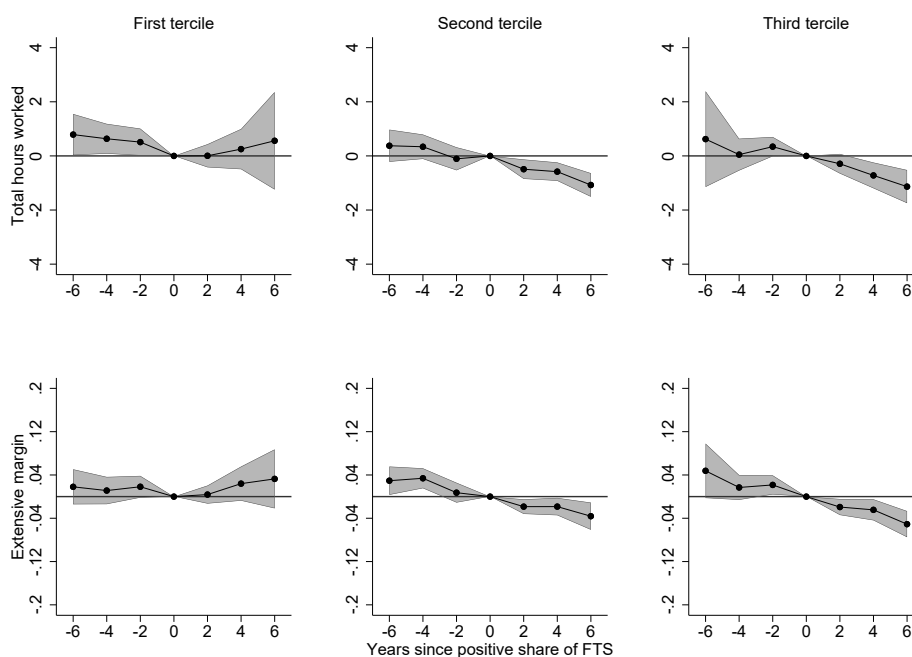 First tercile Second tercile Third tercile
Total hours worked
4 4 4
2 2 2
0 0 0
-2 -2 -2
-4 -4 -4
-6 -4 -2 0 2 4 6 -6 -4 -2 0 2 4 6 -6 -4 -2 0 2 4 6
Extensive margin
.2 .2 .2
.12 .12 .12
.04 .04 .04
-.04 -.04 -.04
-.12 -.12 -.12
-.2 -.2 -.2
-6 -4 -2 0 2 4 6 -6 -4 -2 0 2 4 6 -6 -4 -2 0 2 4 6
Years since positive share of FTS